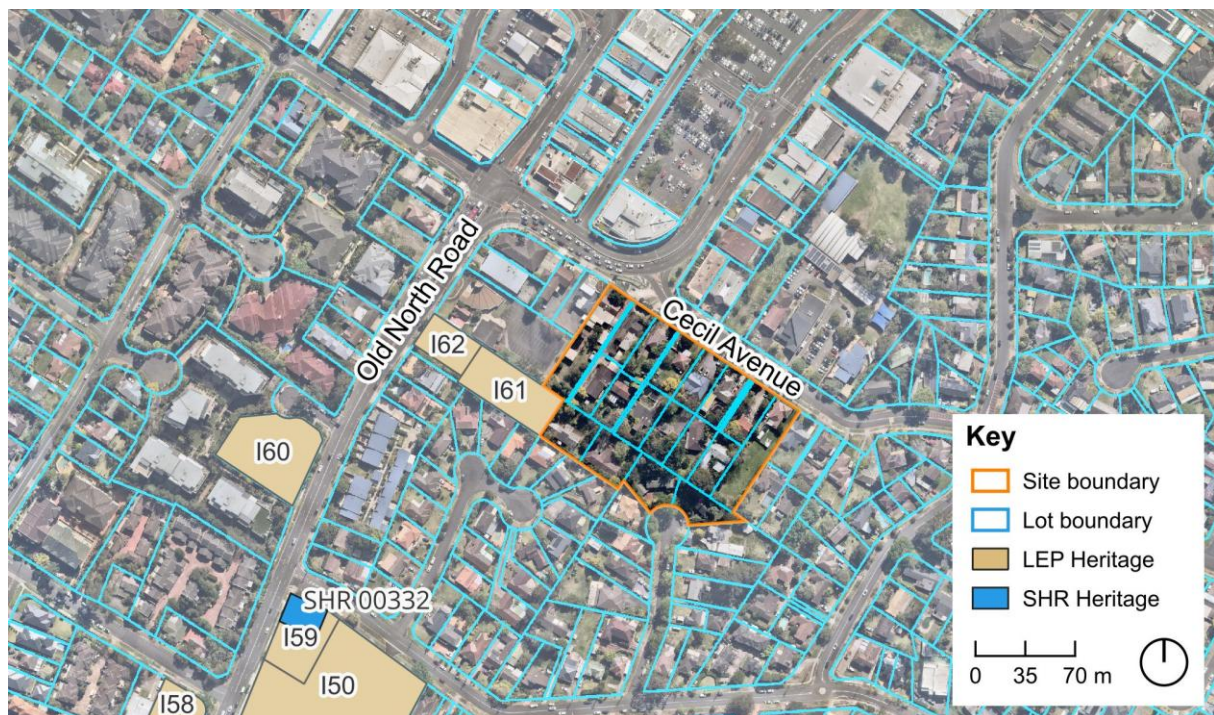 Old North Road
Cecil Avenue
I62
I61
I60
SHR 00332
I59
I50
I58
Key
Site boundary
Lot boundary
LEP Heritage
SHR Heritage
0 35 70 m